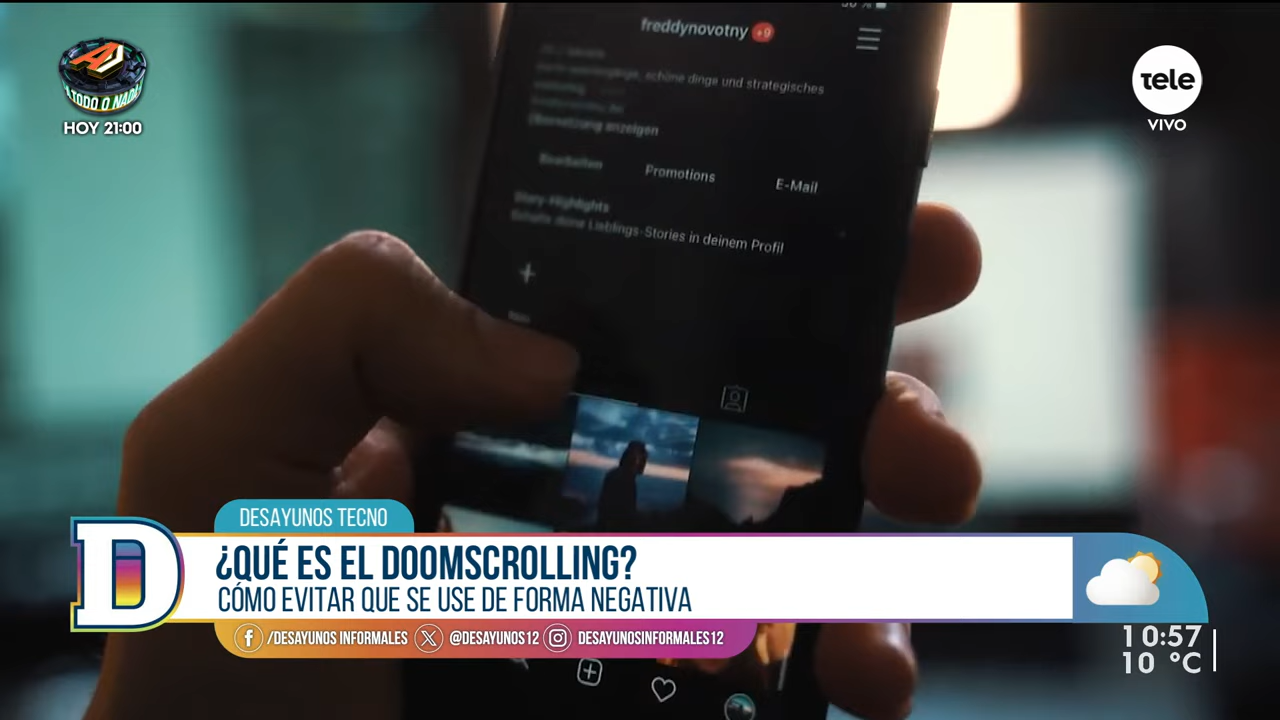 freddynovotny +9
schöne dinge und strategisches
Übersetzung anzeigen
Bearbeiten Promotions E-Mail
Story-Highlights
deine Lieblings-Stories in deinem Profil
AJ
¡A TODO O NADA!
HOY 21:00
tele
VIVO
DESAYUNOS TECNO
D
¿QUÉ ES EL DOOMSCROLLING?
CÓMO EVITAR QUE SE USE DE FORMA NEGATIVA
/DESAYUNOS INFORMALES @DESAYUNOS12 DESAYUNOSINFORMALES12
10:57
10 °C